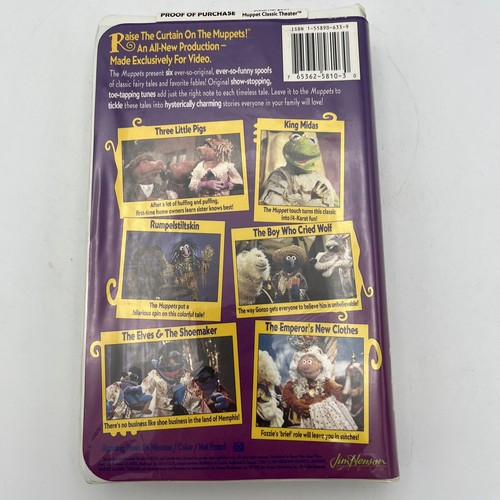 PROOF OF PURCHASE
Muppet Classic Theater™
ISBN 1-55890-635-9
Raise The Curtain On The Muppets!™
An All-New Production–
Made Exclusively For Video.
7 65362-5810-3 0
The Muppets present six ever-so-original, ever-so-funny spoofs
of classic fairy tales and favorite fables! Original show-stopping,
toe-tapping tunes add just the right note to each timeless tale. Leave it to the Muppets to
tickle these tales into hysterically charming stories everyone in your family will love!
Three Little Pigs
After a lot of huffing and puffing,
first-time home owners learn sister knows best!
King Midas
The Muppet touch turns this classic
into 14-Karat fun!
Rumpelstiltskin
The Muppets put a
hilarious spin on this colorful tale!
The Boy Who Cried Wolf
The way Gonzo gets everyone to believe him is unbelievable!
The Elves & The Shoemaker
There's no business like shoe business in the land of Memphis!
The Emperor's New Clothes
Fozzie's 'brief' role will leave you in stitches!
/ Color / Not Rated
Jim Henson